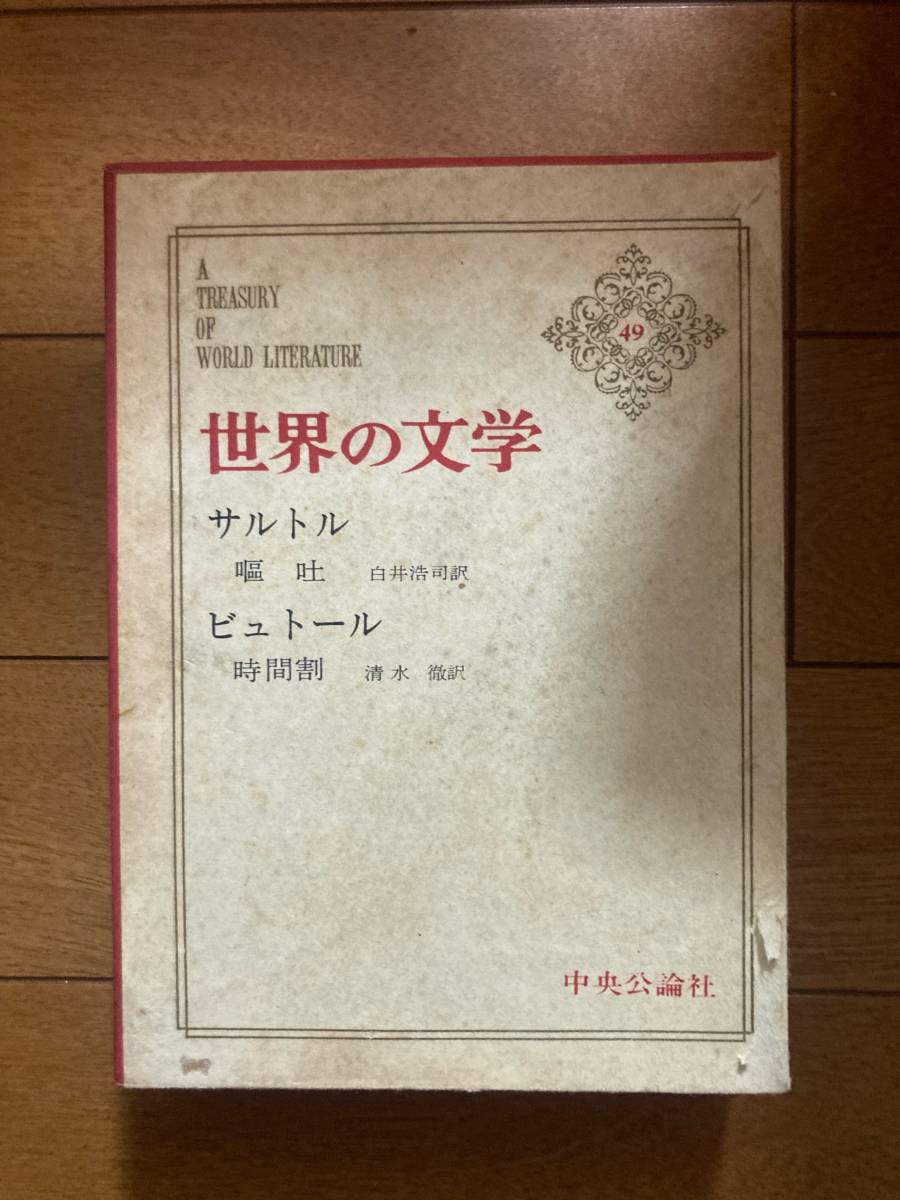 A
TREASURY
OF
WORLD LITERATURE
49
世界の文学
サルトル
嘔吐 白井浩司訳
ビュトール
時間割 清水 徹訳
中央公論社